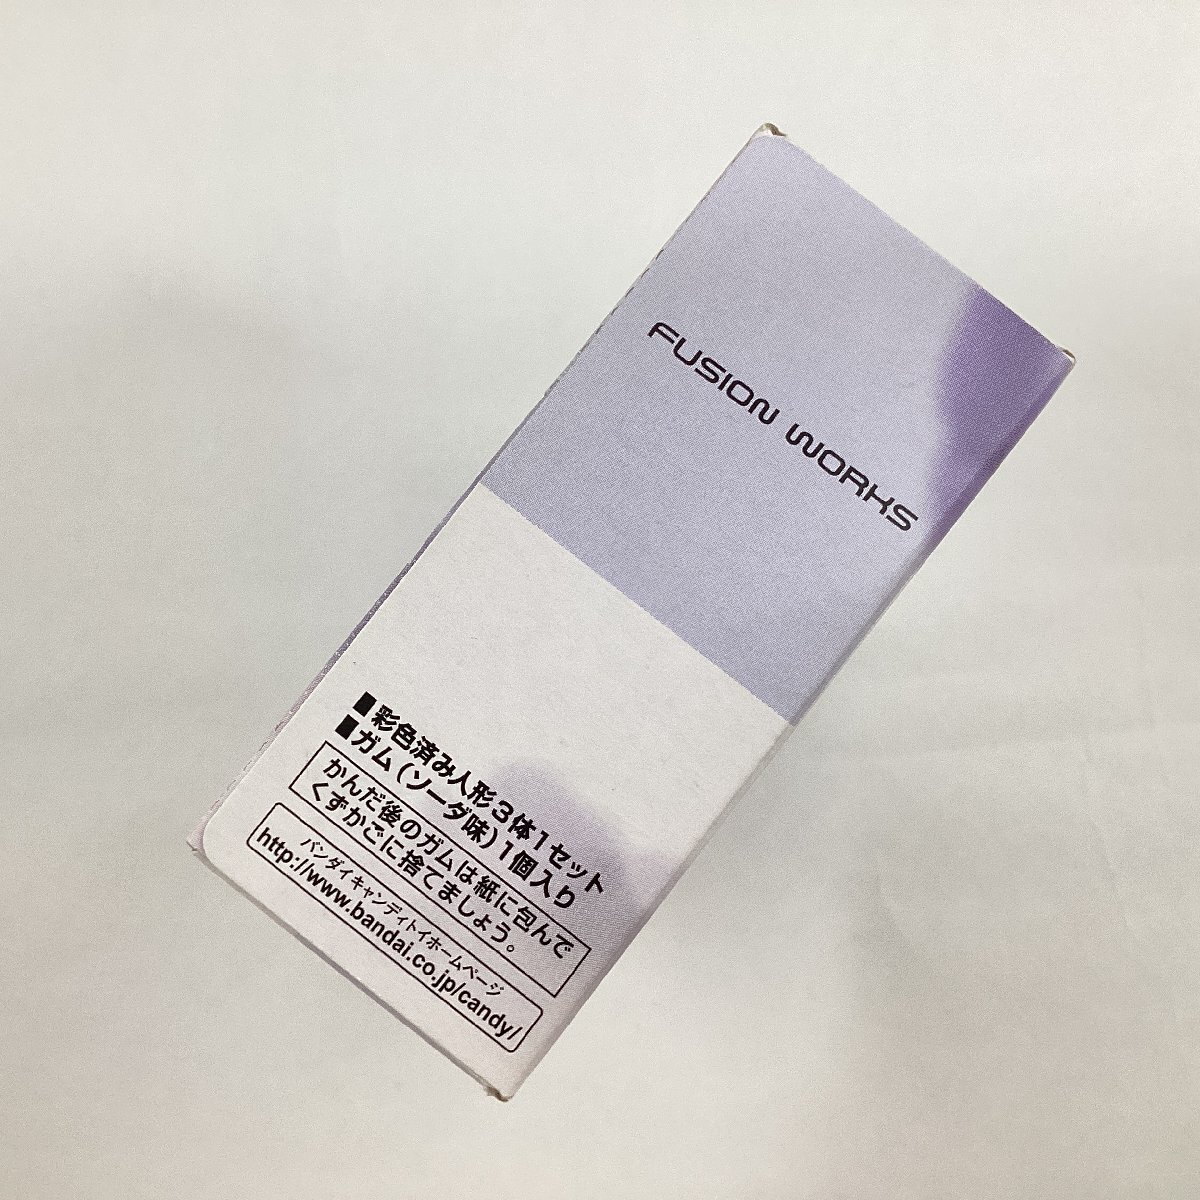 FUSION WORKS
■彩色済み人形3体1セット
■ガム(ソーダ味)1個入り
かんだ後のガムは紙に包んで
くずかごに捨てましょう。
バンダイキャンディトイホームページ
http://www.bandai.co.jp/candy/